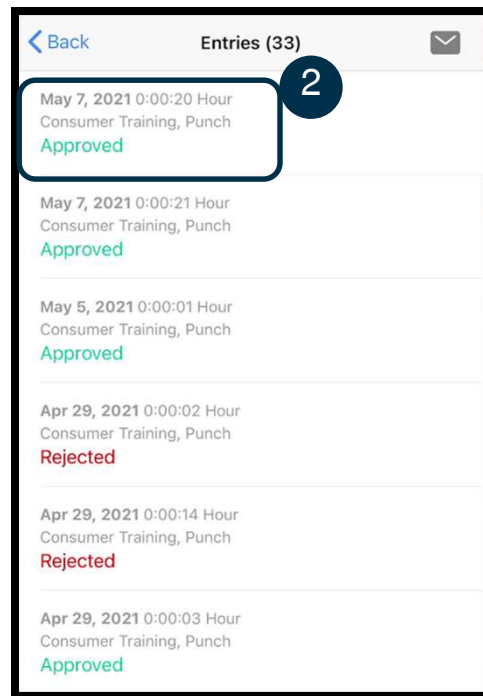 Back Entries (33)
2
May 7, 2021 0:00:20 Hour
Consumer Training, Punch
Approved
May 7, 2021 0:00:21 Hour
Consumer Training, Punch
Approved
May 5, 2021 0:00:01 Hour
Consumer Training, Punch
Approved
Apr 29, 2021 0:00:02 Hour
Consumer Training, Punch
Rejected
Apr 29, 2021 0:00:14 Hour
Consumer Training, Punch
Rejected
Apr 29, 2021 0:00:03 Hour
Consumer Training, Punch
Approved